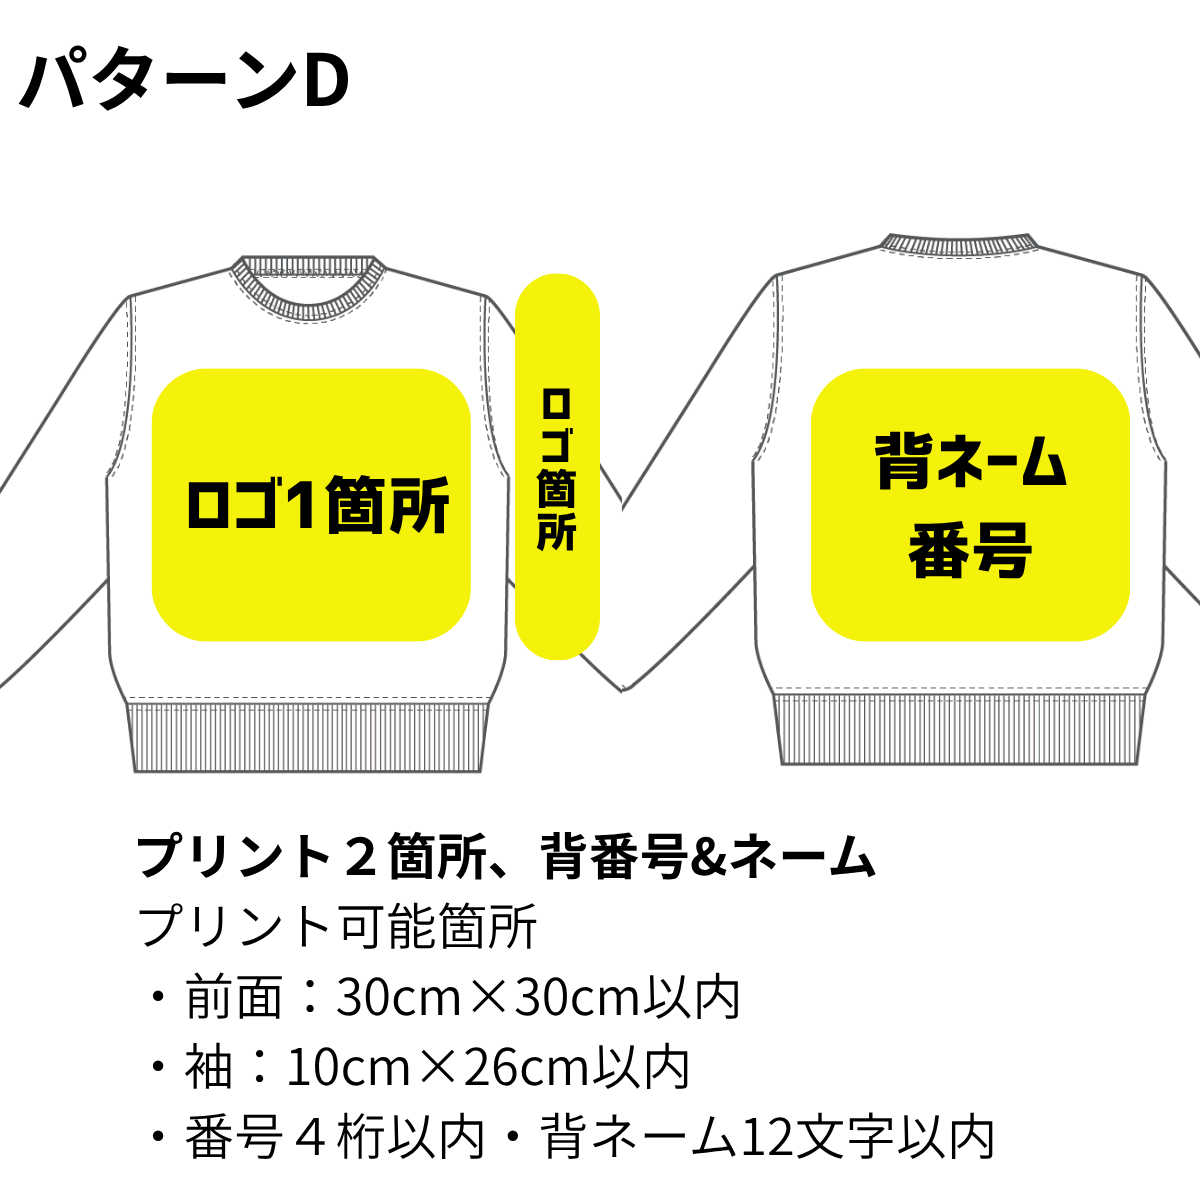 パターンD
ロゴ1箇所
ロゴ箇所
背ネーム
番号
プリント２箇所、背番号&ネーム
プリント可能箇所
・前面：30cm×30cm以内
・袖：10cm×26cm以内
・番号４桁以内・背ネーム12文字以内